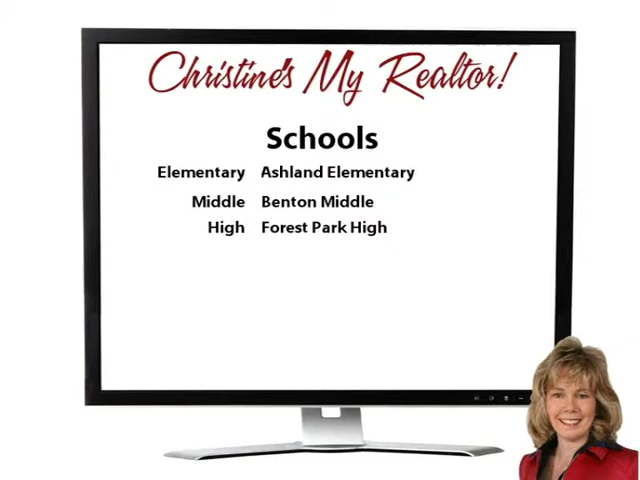 Christine's My Realtor!
Schools
Elementary Ashland Elementary
Middle Benton Middle
High Forest Park High